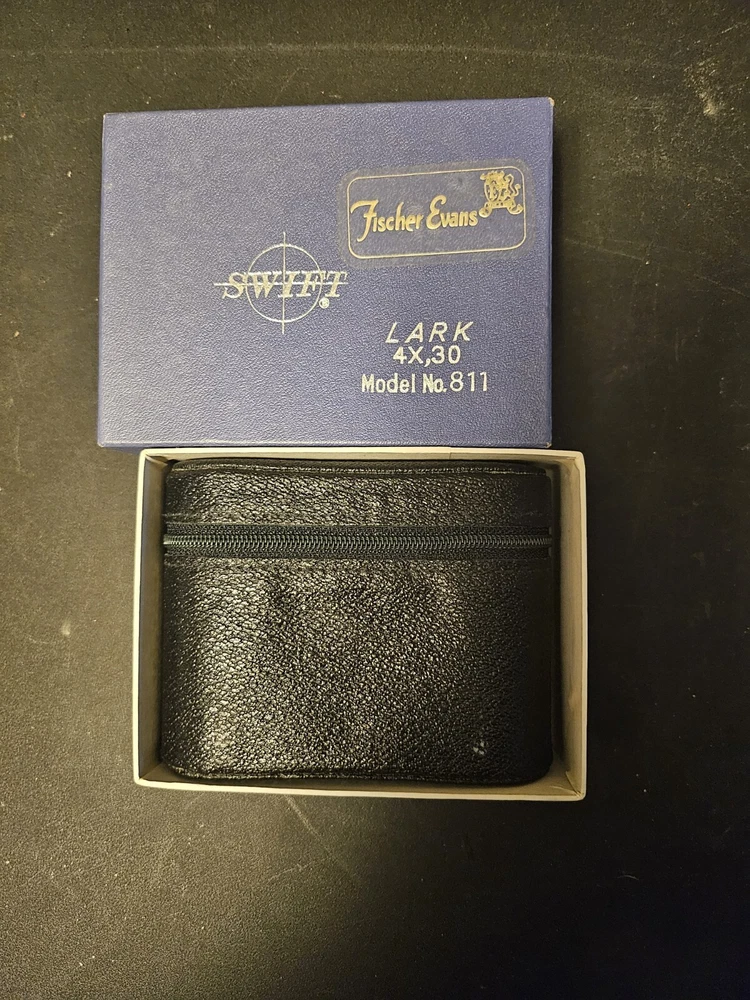 Fischer Evans
SWIFT
®
LARK
4X,30
Model No. 811